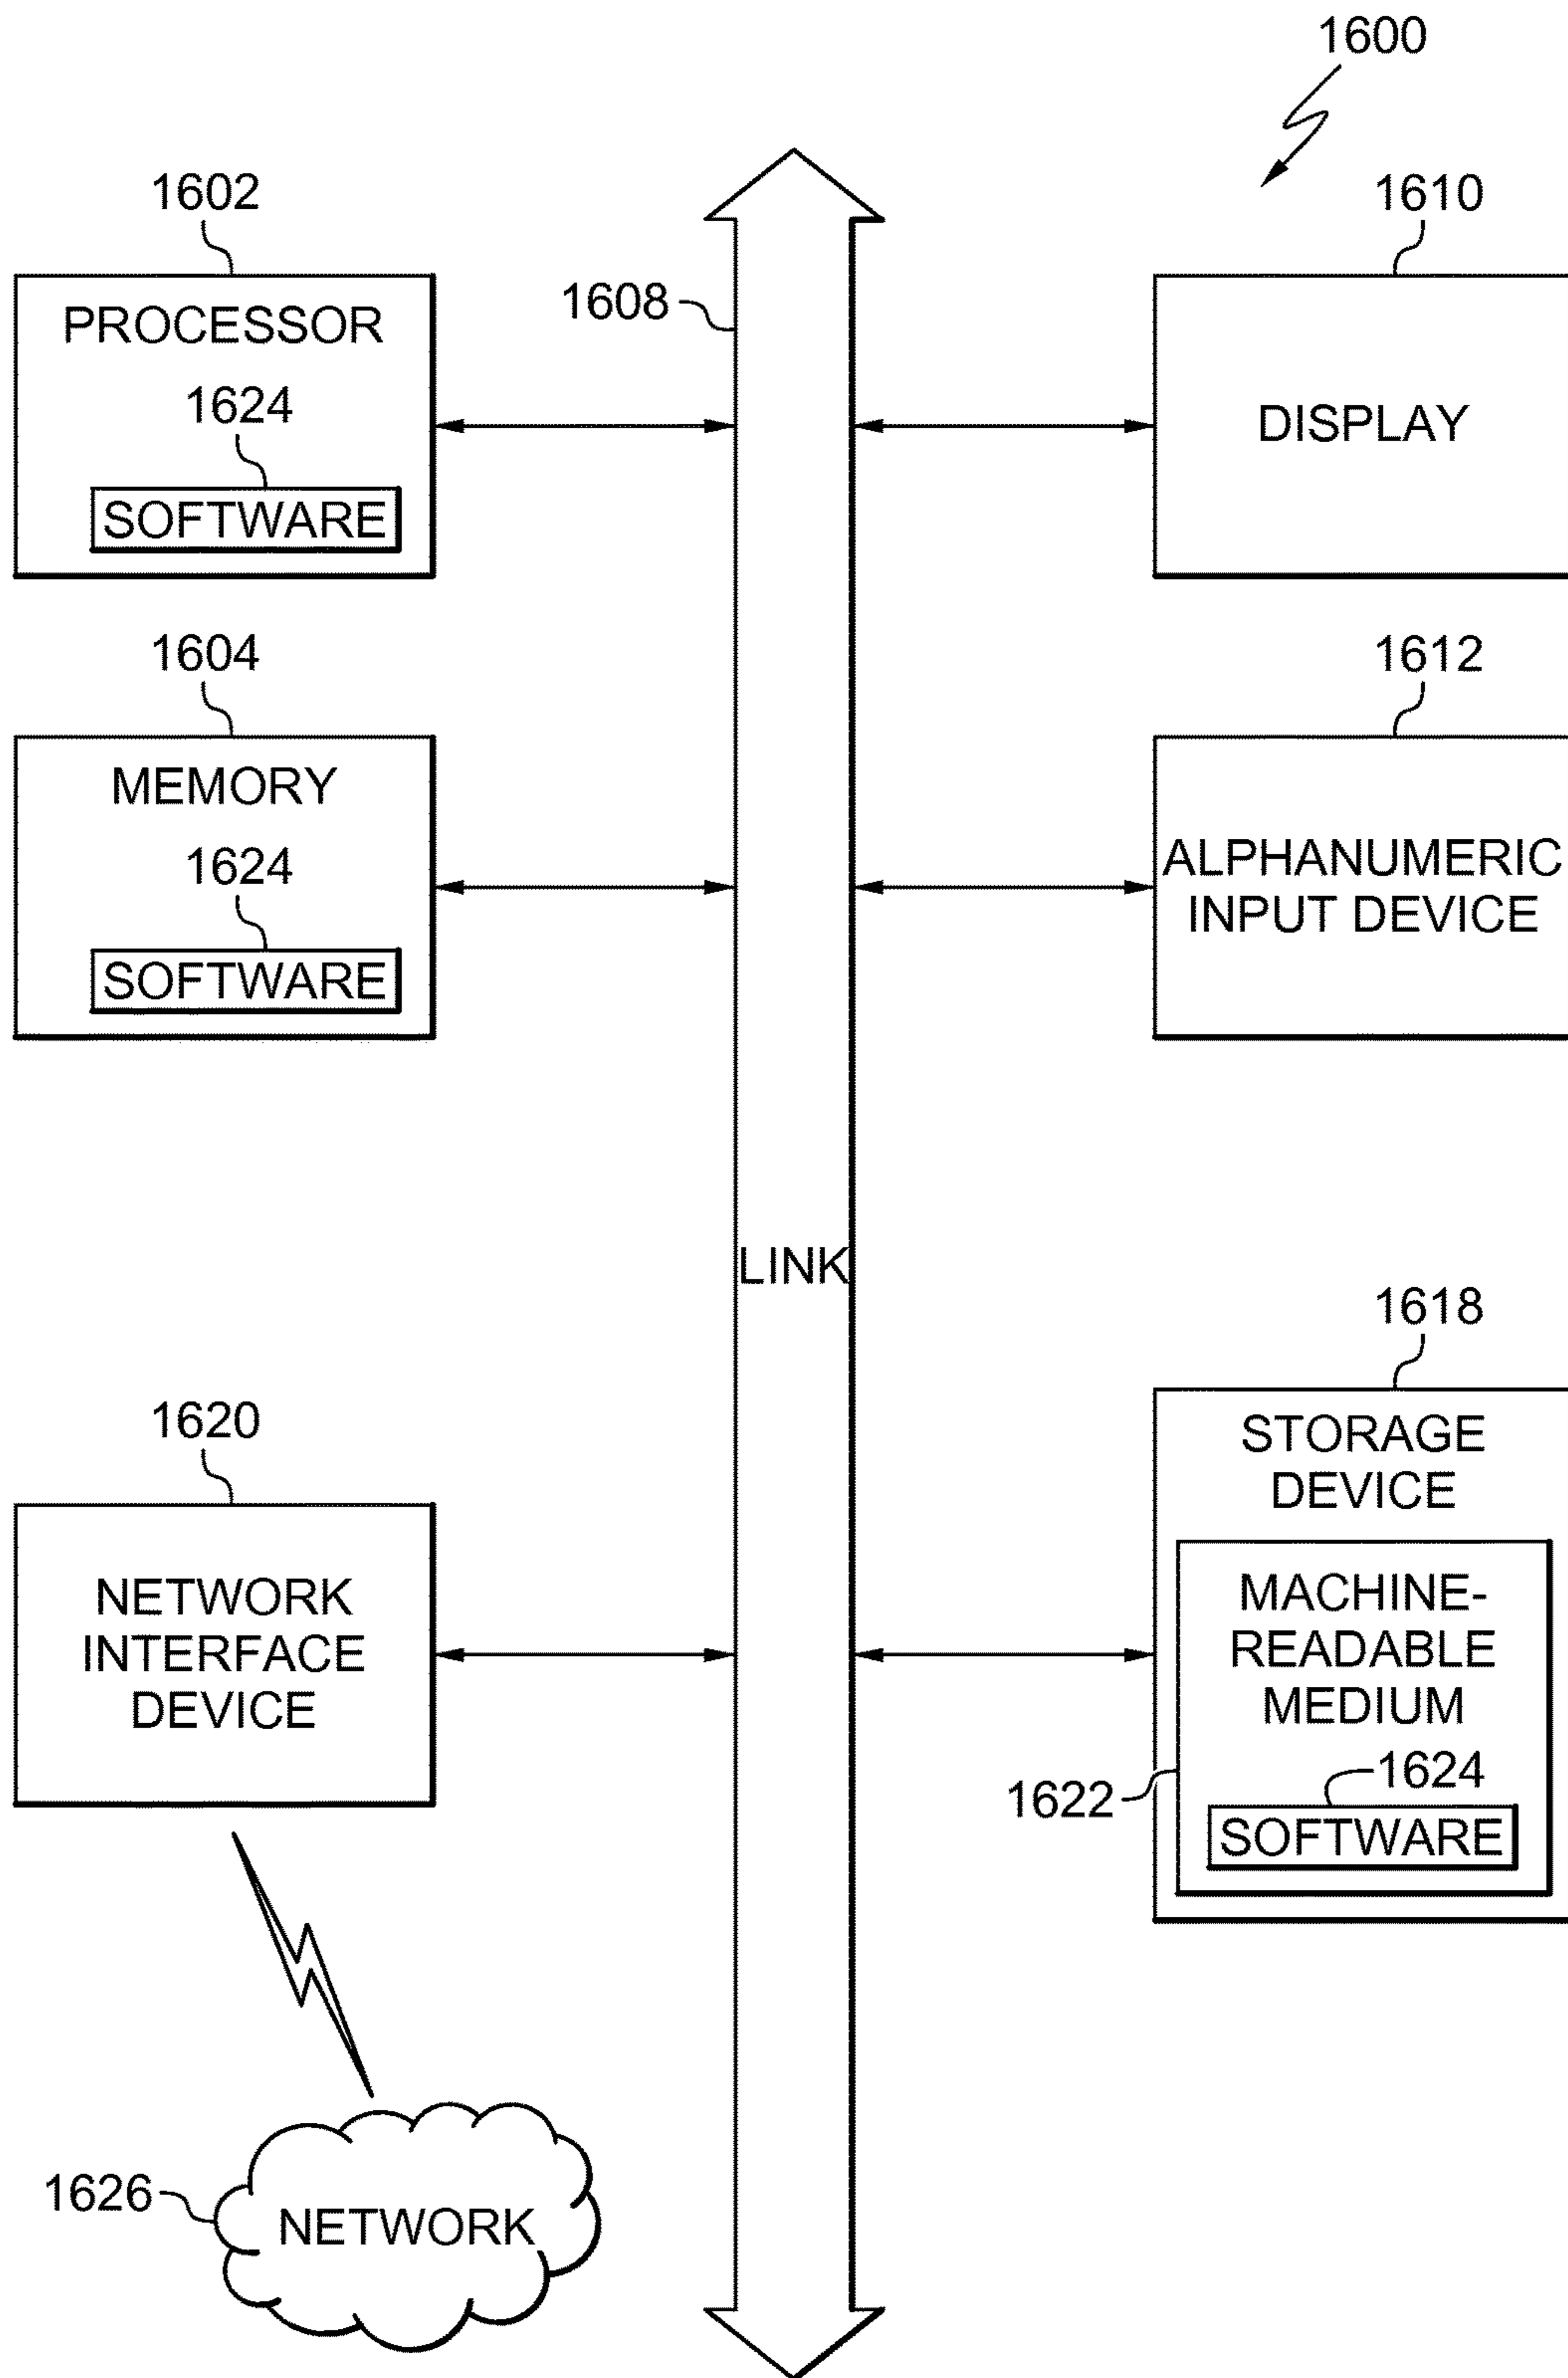 1600
1602
PROCESSOR
1624
SOFTWARE
1608
1610
DISPLAY
1604
MEMORY
1624
SOFTWARE
1612
ALPHANUMERIC
INPUT DEVICE
LINK
1620
NETWORK
INTERFACE
DEVICE
1618
STORAGE
DEVICE
MACHINE-
READABLE
MEDIUM
1622
1624
SOFTWARE
1626
NETWORK